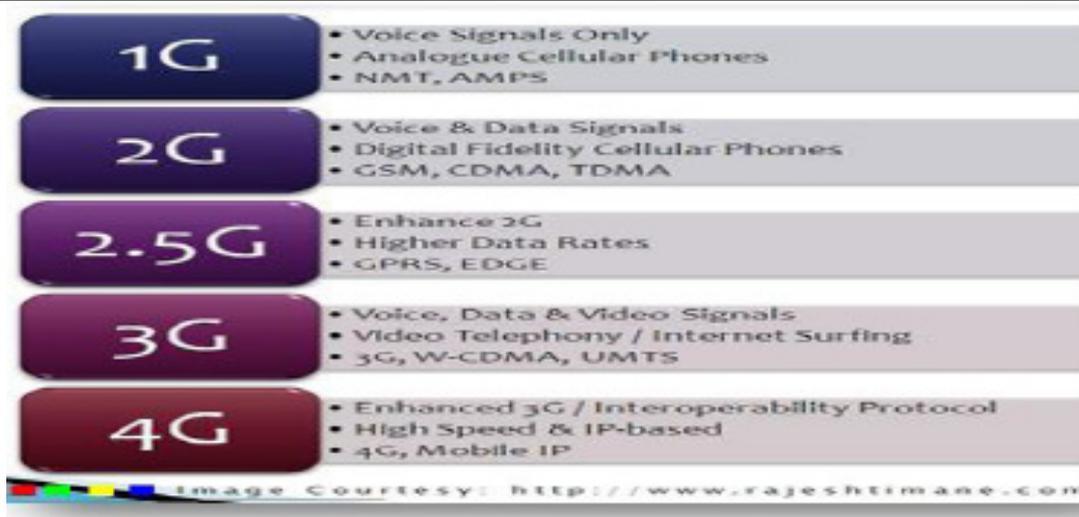 1G
• Voice Signals Only
• Analogue Cellular Phones
• NMT, AMPS
2G
• Voice & Data Signals
• Digital Fidelity Cellular Phones
• GSM, CDMA, TDMA
2.5G
• Enhance 2G
• Higher Data Rates
• GPRS, EDGE
3G
• Voice, Data & Video Signals
• Video Telephony / Internet Surfing
• 3G, W-CDMA, UMTS
4G
• Enhanced 3G / Interoperability Protocol
• High Speed & IP-based
• 4G, Mobile IP
Image Courtesy: http://www.rajeshtimane.com